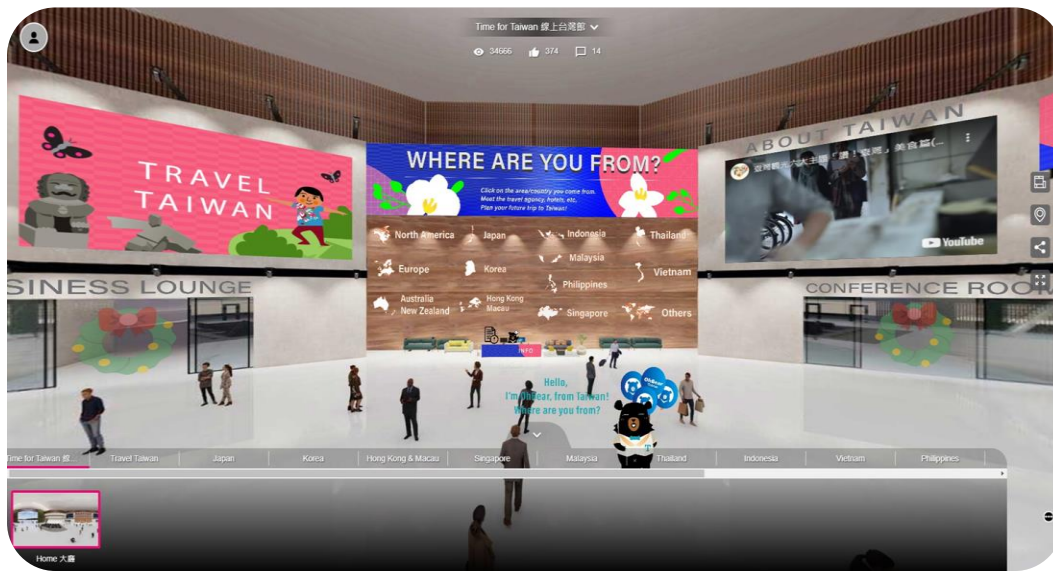 Time for Taiwan 線上台灣館
34666
374
14
TRAVEL
TAIWAN
WHERE ARE YOU FROM?
Click on the area/country you come from.
Meet the travel agency, hotels, etc.
Plan your future trip to Taiwan!
ABOUT TAIWAN
YouTube
North America
Japan
Indonesia
Thailand
Malaysia
Europe
Korea
Vietnam
Philippines
Australia
New Zealand
Hong Kong
Macau
Singapore
Others
SINESS LOUNGE
CONFERENCE ROO
INFO
Hello,
I'm OhBear, from Taiwan!
Where are you from?
OhBear
T
Time for Taiwan 線...
Travel Taiwan
Japan
Korea
Hong Kong & Macau
Singapore
Malaysia
Thailand
Indonesia
Vietnam
Philippines
Home 大廳